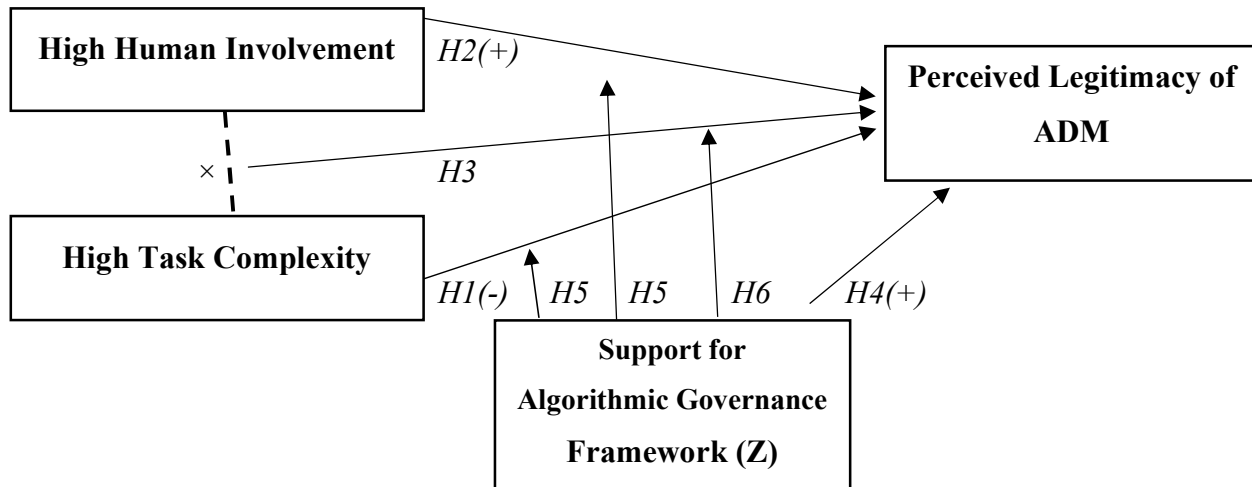 High Human Involvement
H2(+)
Perceived Legitimacy of
ADM
×
H3
High Task Complexity
H1(-)
H5
H5
H6
H4(+)
Support for
Algorithmic Governance
Framework (Z)